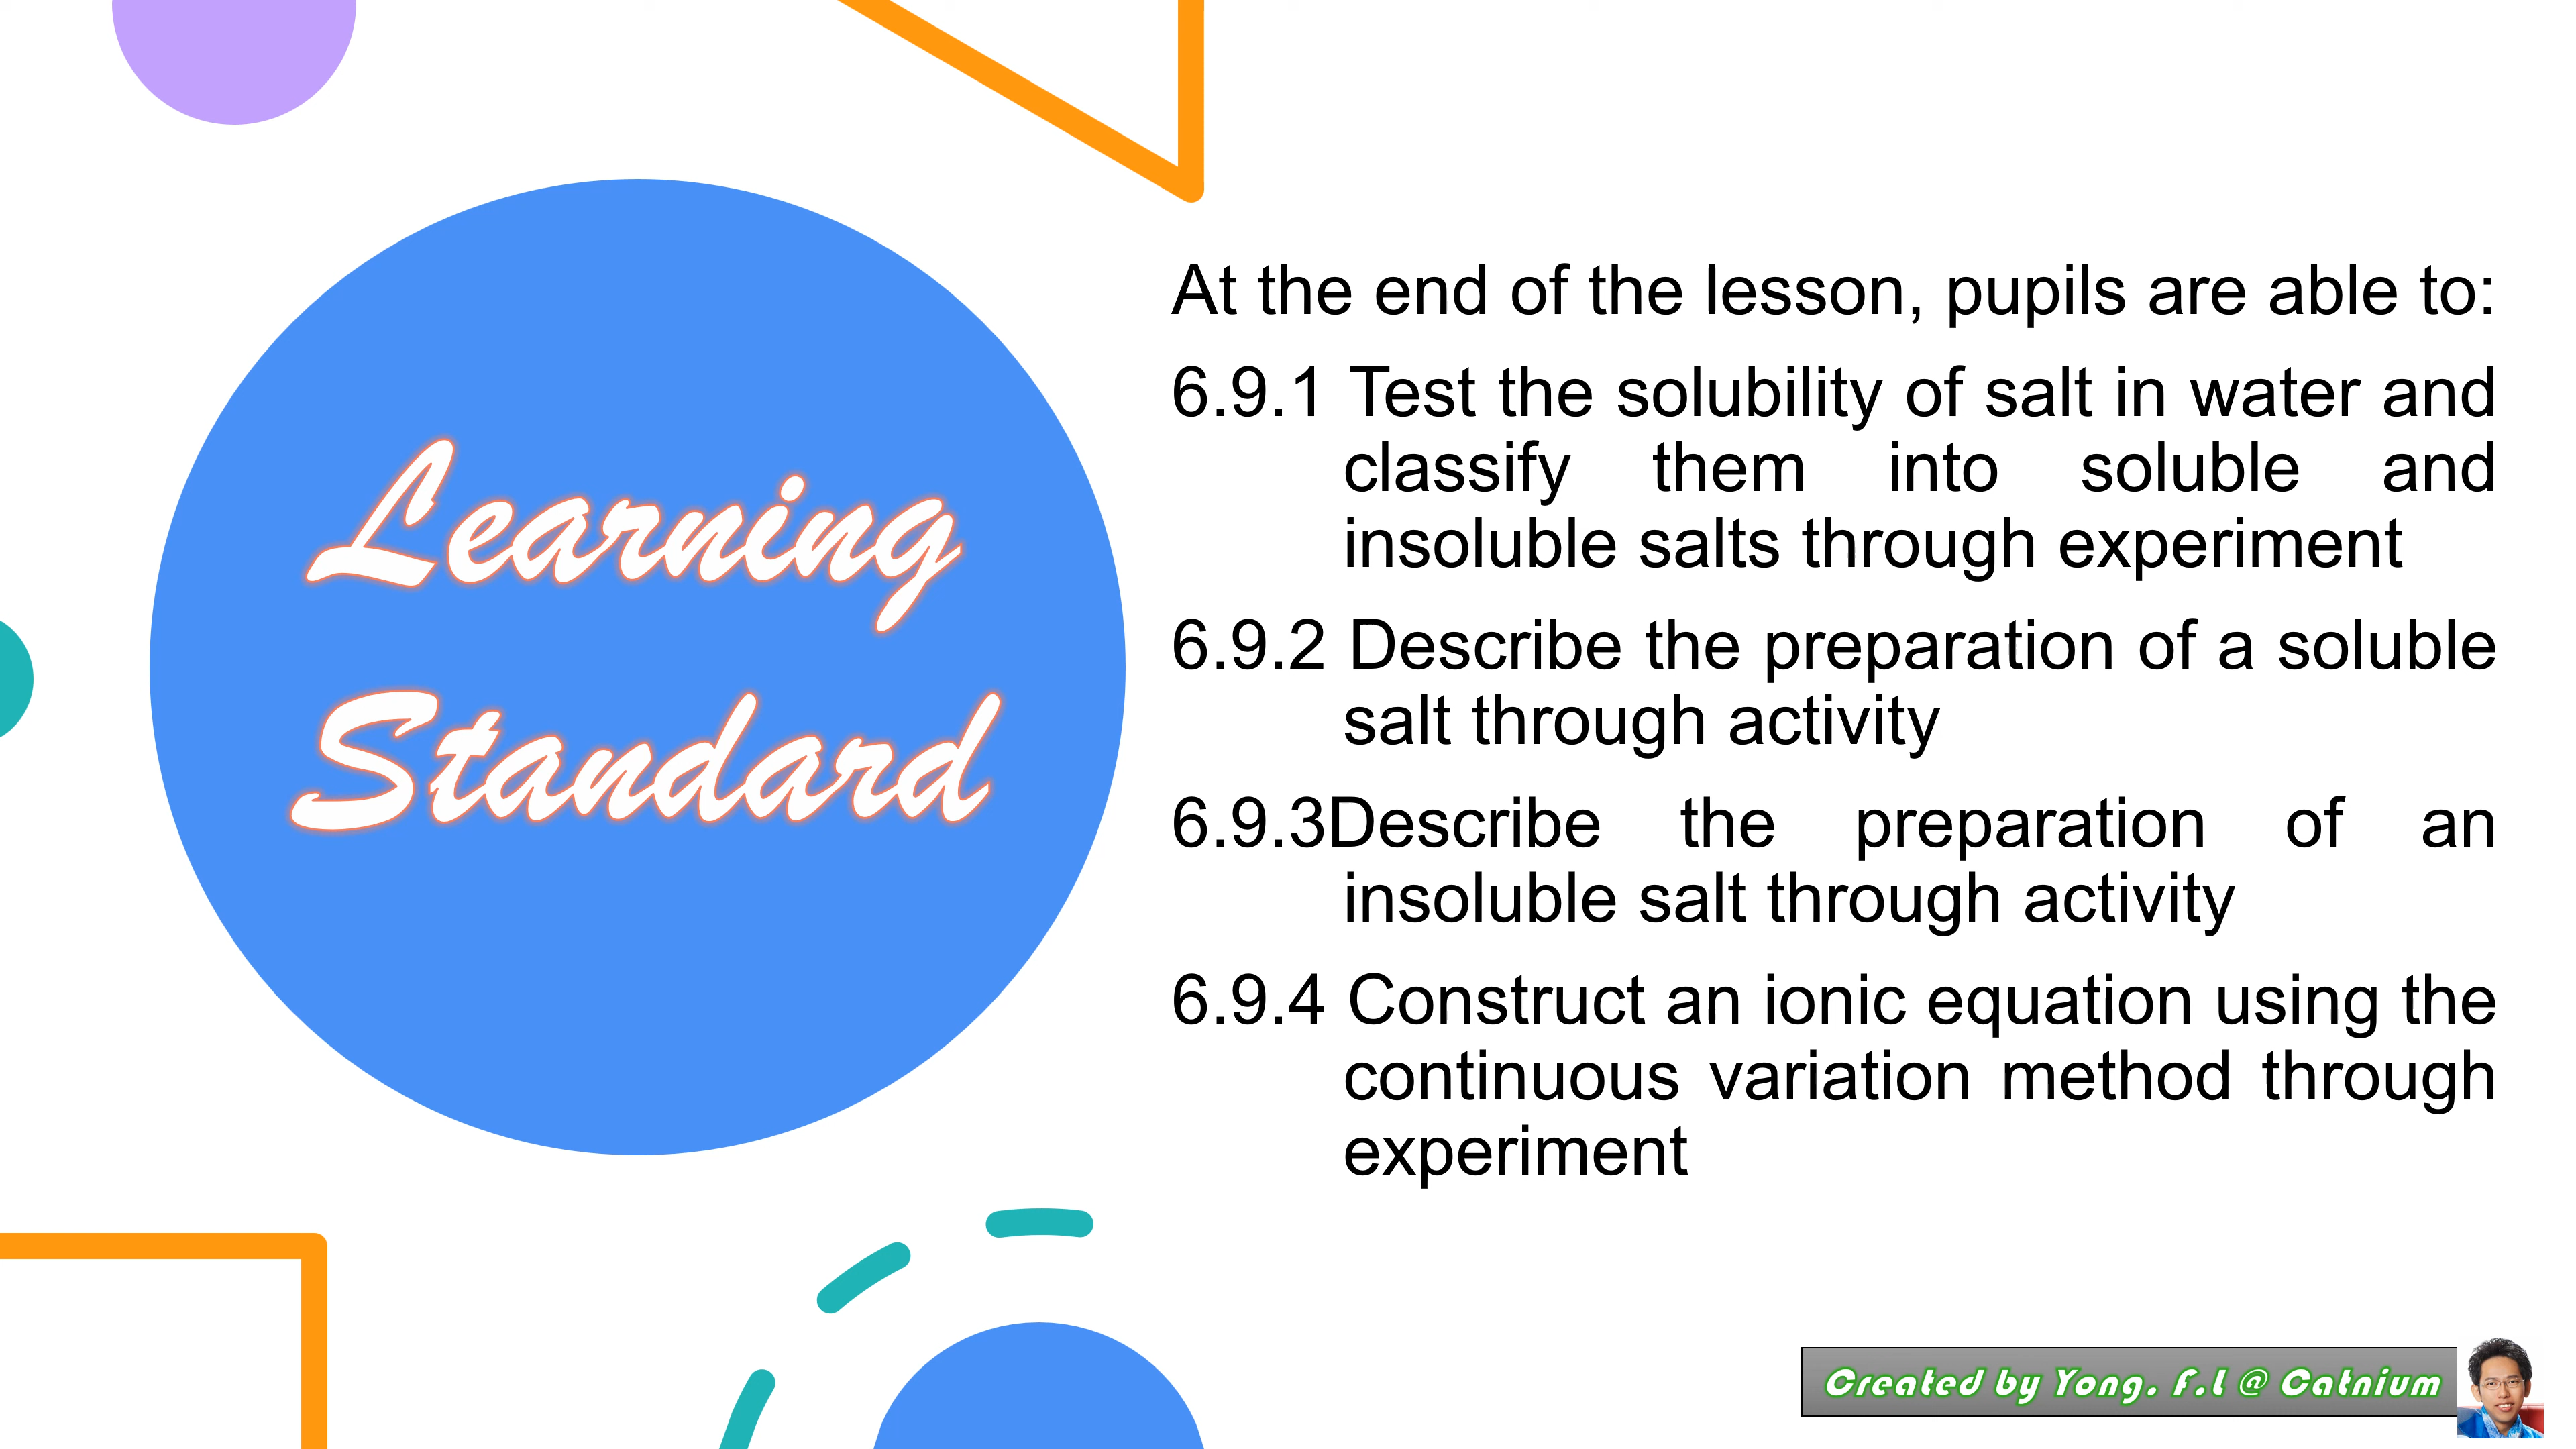 Learning
Standard
At the end of the lesson, pupils are able to:
6.9.1 Test the solubility of salt in water and
classify them into soluble and
insoluble salts through experiment
6.9.2 Describe the preparation of a soluble
salt through activity
6.9.3Describe the preparation of an
insoluble salt through activity
6.9.4 Construct an ionic equation using the
continuous variation method through
experiment
Created by Yong. F.L @ Catnium